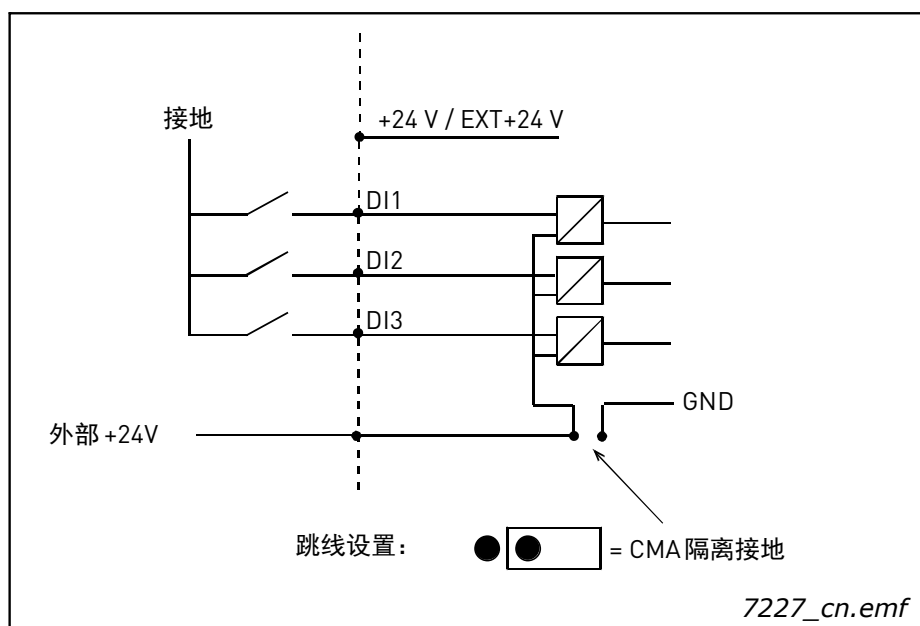 接地
+24 V / EXT+24 V
DI1
DI2
DI3
GND
外部 +24V
跳线设置：
= CMA隔离接地
7227_cn.emf